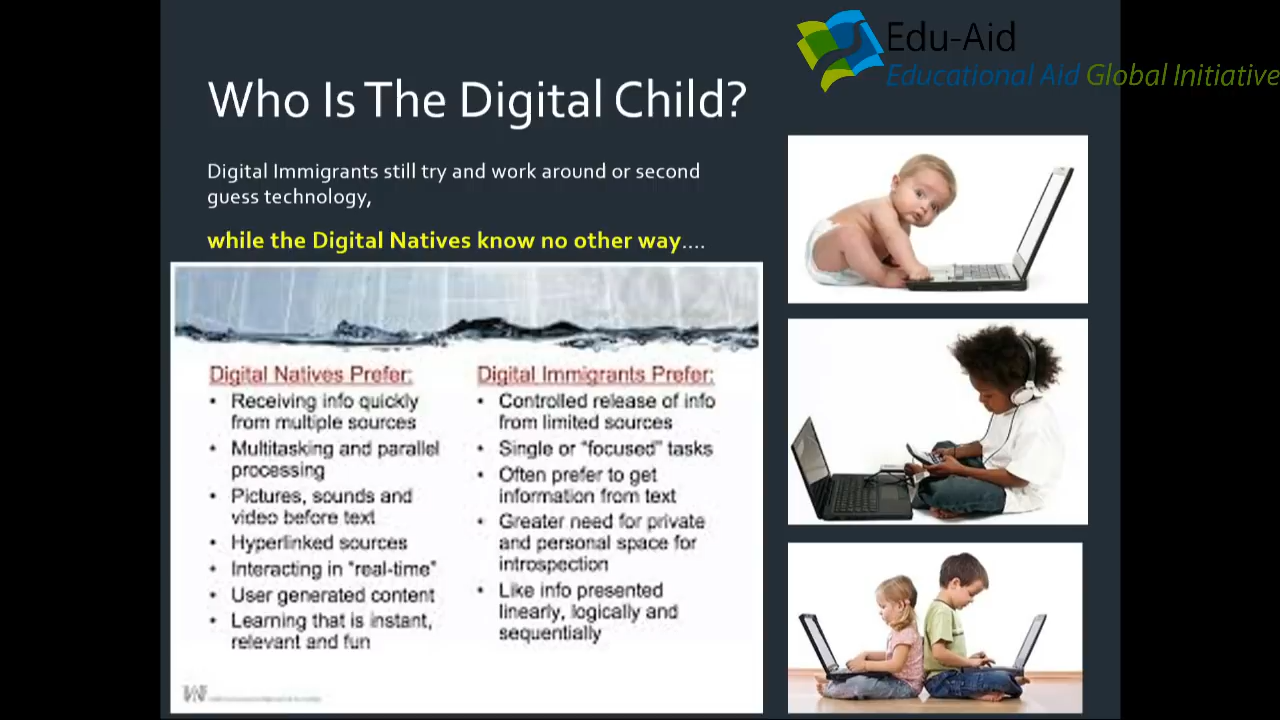 Edu-Aid
Educational Aid Global Initiative
Who Is The Digital Child?
Digital Immigrants still try and work around or second
guess technology,
while the Digital Natives know no other way....
Digital Natives Prefer:
• Receiving info quickly
from multiple sources
• Multitasking and parallel
processing
• Pictures, sounds and
video before text
• Hyperlinked sources
• Interacting in "real-time"
• User generated content
• Learning that is instant,
relevant and fun
Digital Immigrants Prefer:
• Controlled release of info
from limited sources
• Single or "focused" tasks
• Often prefer to get
information from text
• Greater need for private
and personal space for
introspection
• Like info presented
linearly, logically and
sequentially